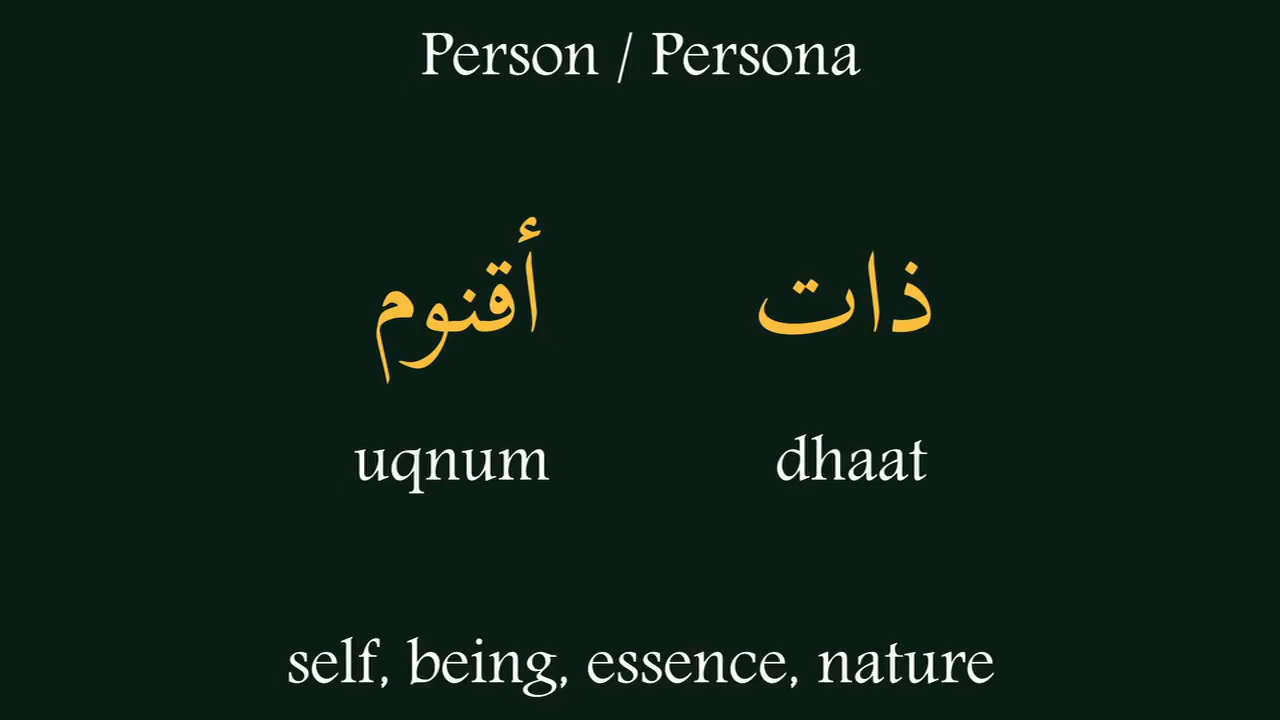 Person / Persona
أقنوم ذات
uqnum dhaat
self, being, essence, nature